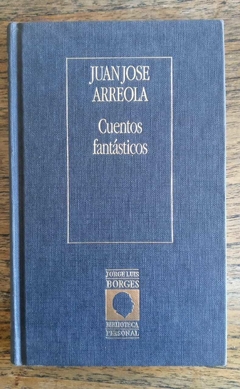 JUAN JOSE
ARREOLA
Cuentos
fantásticos
JORGE LUIS
BORGES
BIBLIOTECA
PERSONAL